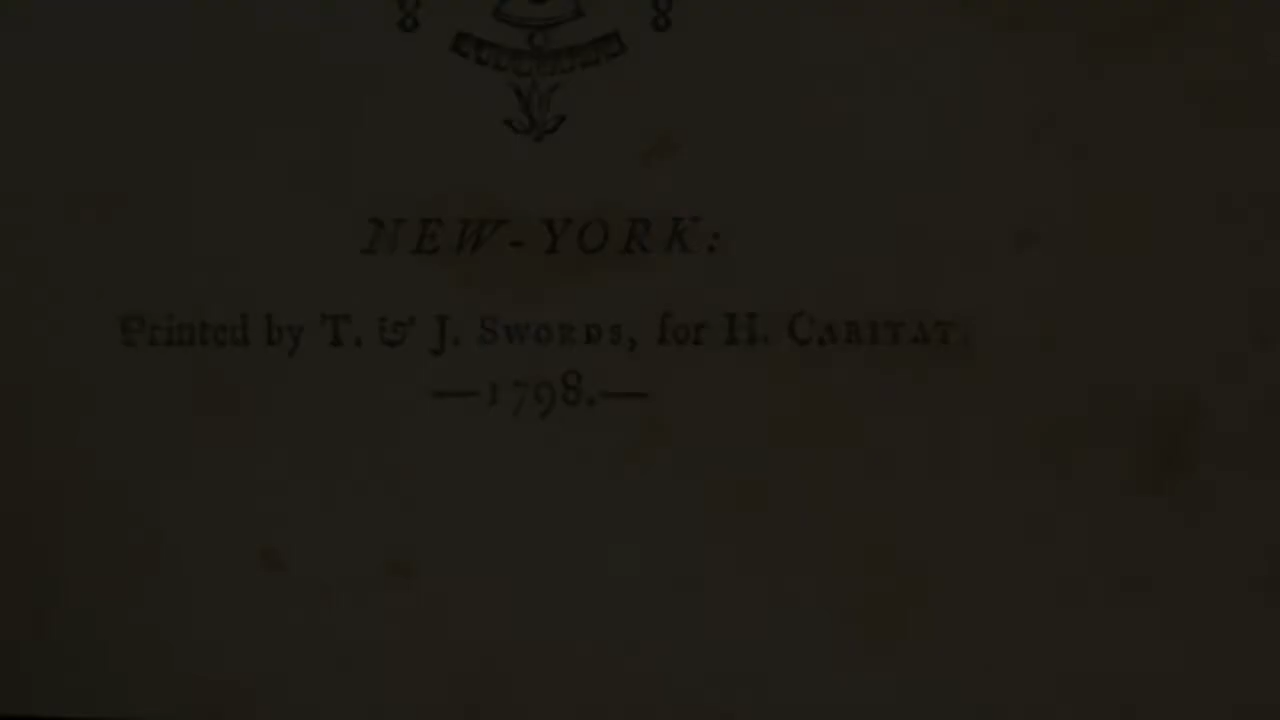 NEW-YORK:
Printed by T. & J. SWORDS, for H. CARITAT.
—1798.—